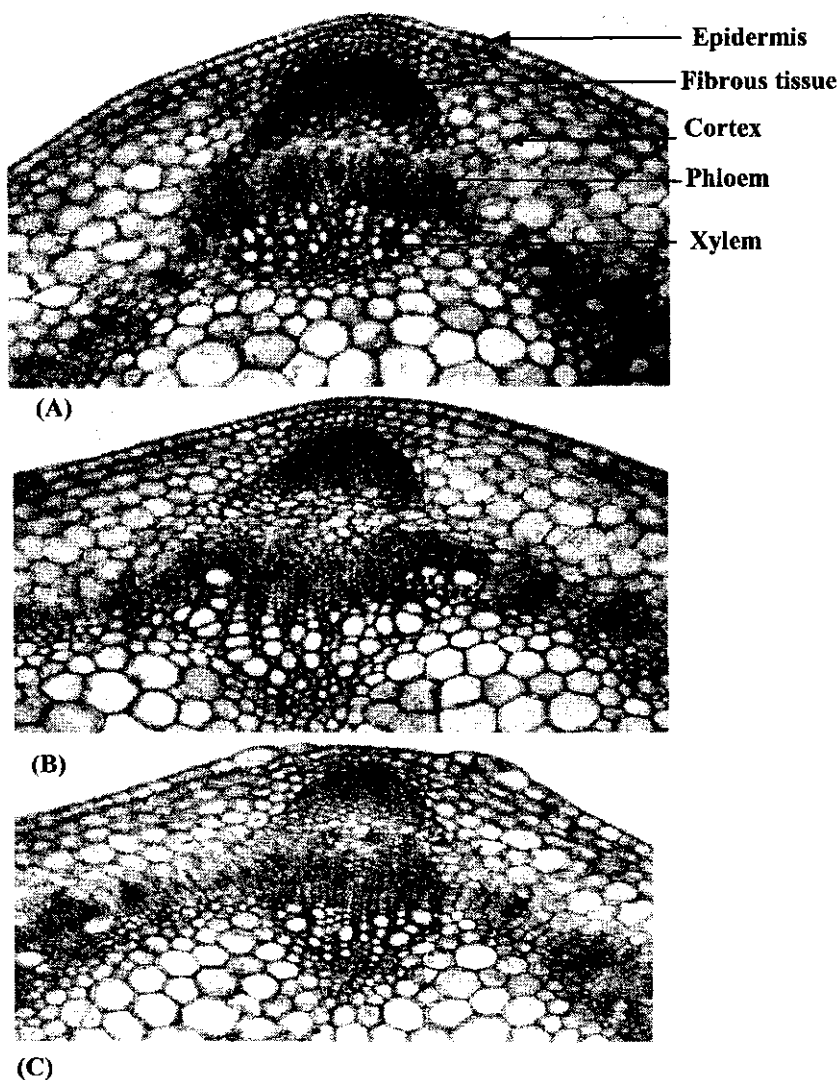 Epidermis
Fibrous tissue
Cortex
Phloem
Xylem
(A)
(B)
(C)